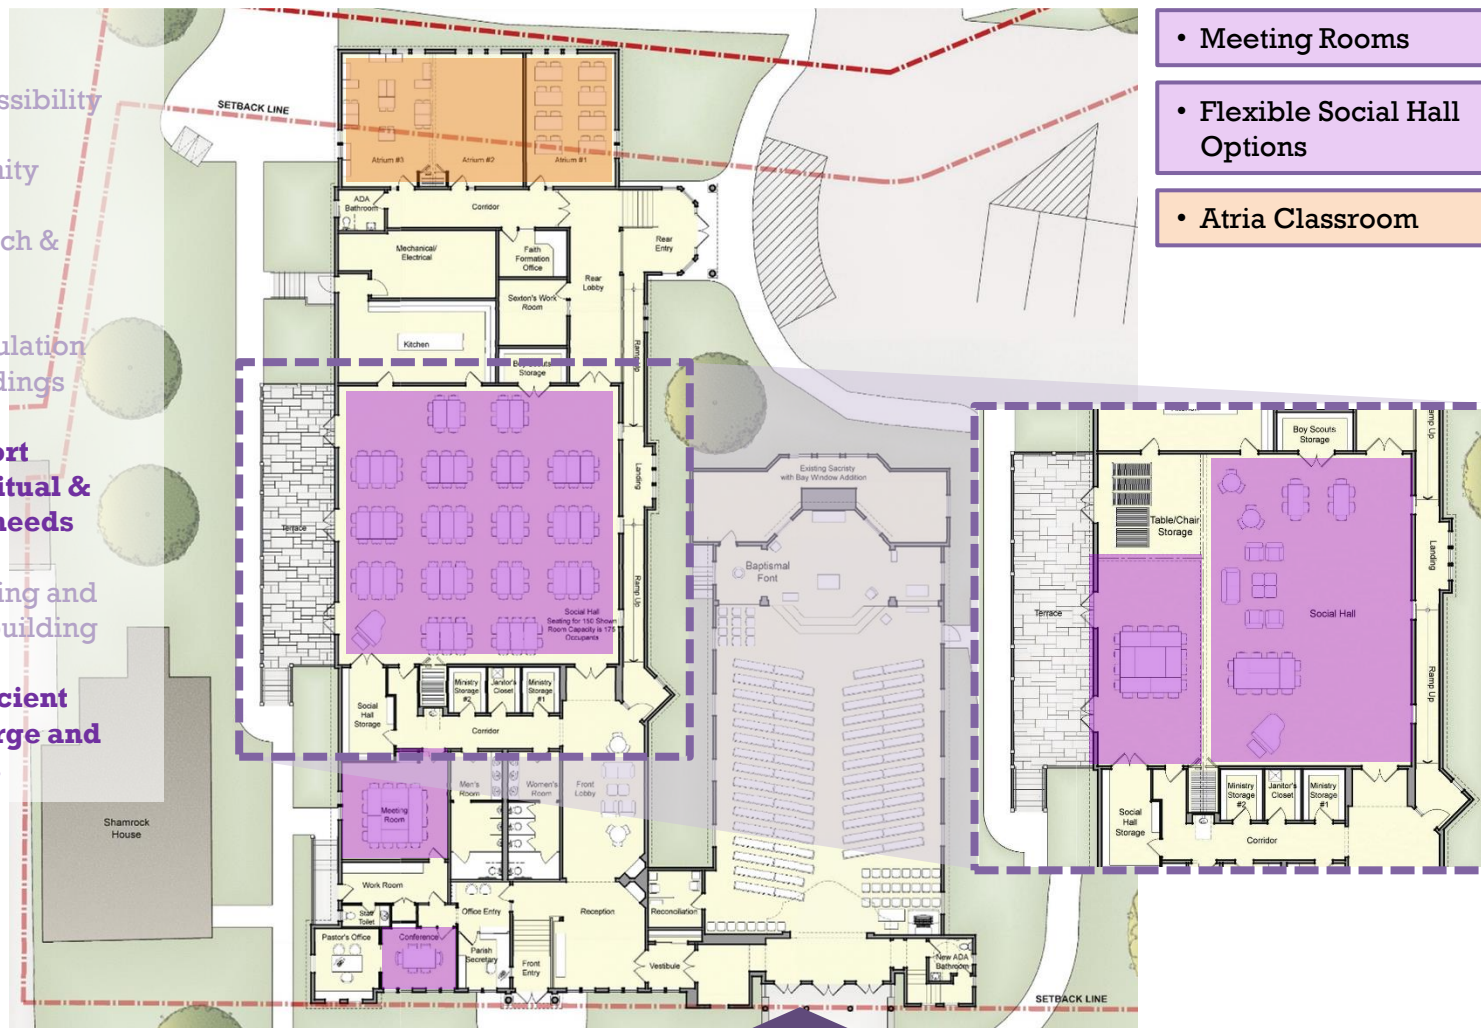 • Meeting Rooms
• Flexible Social Hall
Options
• Atria Classroom
ssibility
nity
ch &
ulation
dings
ort
itual &
needs
ing and
building
cient
rge and
SETBACK LINE
Atrium #3
Atrium #2
Atrium #1
ADA
Bathroom
Corridor
Mechanical/
Electrical
Faith
Formation
Office
Rear
Entry
Rear
Lobby
Sexton's Work
Room
Kitchen
Boy Scouts
Storage
Ramp Up
Landing
Ramp Up
Terrace
Social Hall
Seating for 150 Shown
Room Capacity is 175
Occupants
Existing Sacristy
with Bay Window Addition
Baptismal
Font
Social
Hall
Storage
Ministry
Storage
#2
Janitor's
Closet
Ministry
Storage
#1
Corridor
Men's
Room
Women's
Room
Front
Lobby
Meeting
Room
Shamrock
House
Work Room
Staff
Toilet
Office Entry
Reception
Reconciliation
Pastor's Office
Conference
Parish
Secretary
Front
Entry
Vestibule
New ADA
Bathroom
SETBACK LINE
Boy Scouts
Storage
amp Up
Table/Chair
Storage
Landing
Terrace
Social Hall
Ramp Up
Social
Hall
Storage
Ministry
Storage
#2
Janitor's
Closet
Ministry
Storage
#1
Corridor